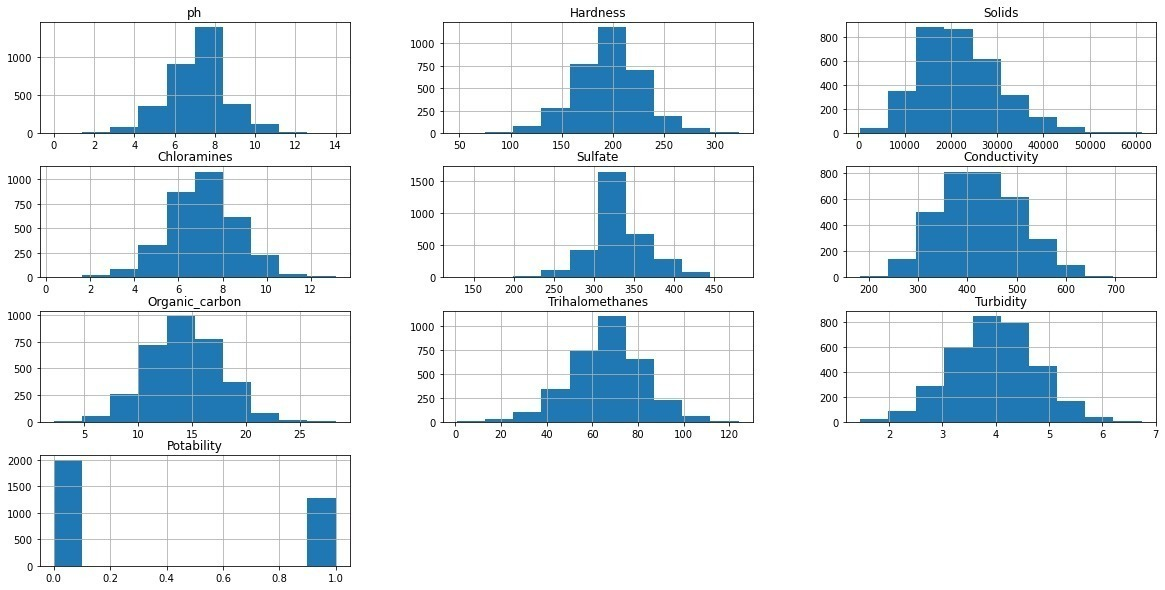 ph
1000
500
0
0 2 4 6 8 10 12 14
Hardness
1000
750
500
250
0
50 100 150 200 250 300
Solids
800
600
400
200
0
0 10000 20000 30000 40000 50000 60000
Chloramines
1000
750
500
250
0
0 2 4 6 8 10 12
Sulfate
1500
1000
500
0
150 200 250 300 350 400 450
Conductivity
800
600
400
200
0
200 300 400 500 600 700
Organic_carbon
1000
750
500
250
0
5 10 15 20 25
Trihalomethanes
1000
750
500
250
0
0 20 40 60 80 100 120
Turbidity
800
600
400
200
0
2 3 4 5 6 7
Potability
2000
1500
1000
500
0
0.0 0.2 0.4 0.6 0.8 1.0